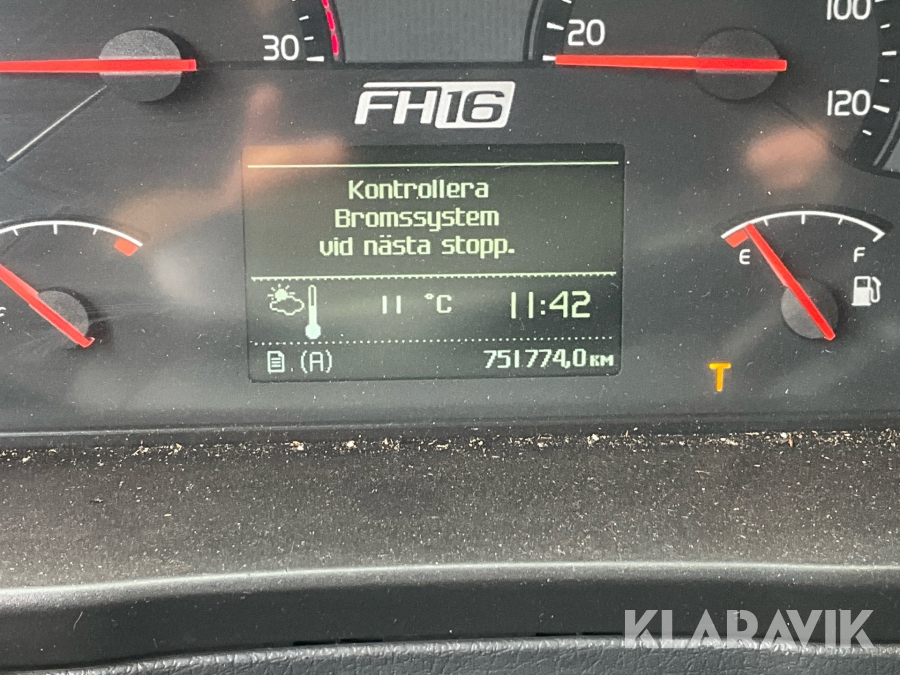 30
20
100
120
FH16
Kontrollera
Bromssystem
vid nästa stopp.
E
F
11 °C
11:42
(A)
751774,0 KM
T
KLARAVIK